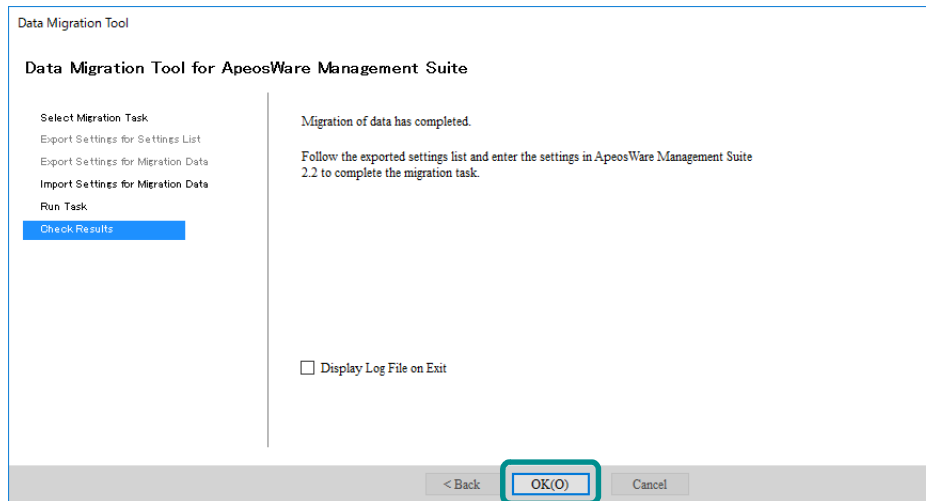 Data Migration Tool
Data Migration Tool for ApeosWare Management Suite
Select Migration Task
Export Settings for Settings List
Export Settings for Migration Data
Import Settings for Migration Data
Run Task
Check Results
Migration of data has completed.
Follow the exported settings list and enter the settings in ApeosWare Management Suite
2.2 to complete the migration task.
Display Log File on Exit
< Back
OK(O)
Cancel